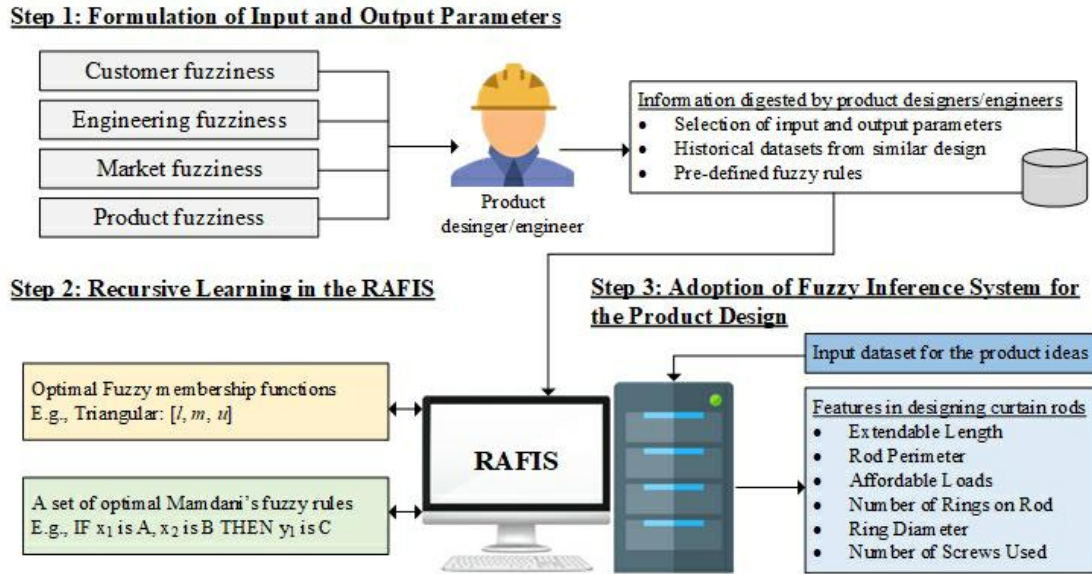 Step 1: Formulation of Input and Output Parameters
Customer fuzziness
Engineering fuzziness
Market fuzziness
Product fuzziness
Product
desinger/engineer
Information digested by product designers/engineers
• Selection of input and output parameters
• Historical datasets from similar design
• Pre-defined fuzzy rules
Step 2: Recursive Learning in the RAFIS
Optimal Fuzzy membership functions
E.g., Triangular: [l, m, u]
A set of optimal Mamdani's fuzzy rules
E.g., IF x1 is A, x2 is B THEN y1 is C
RAFIS
Step 3: Adoption of Fuzzy Inference System for
the Product Design
Input dataset for the product ideas
Features in designing curtain rods
• Extendable Length
• Rod Perimeter
• Affordable Loads
• Number of Rings on Rod
• Ring Diameter
• Number of Screws Used